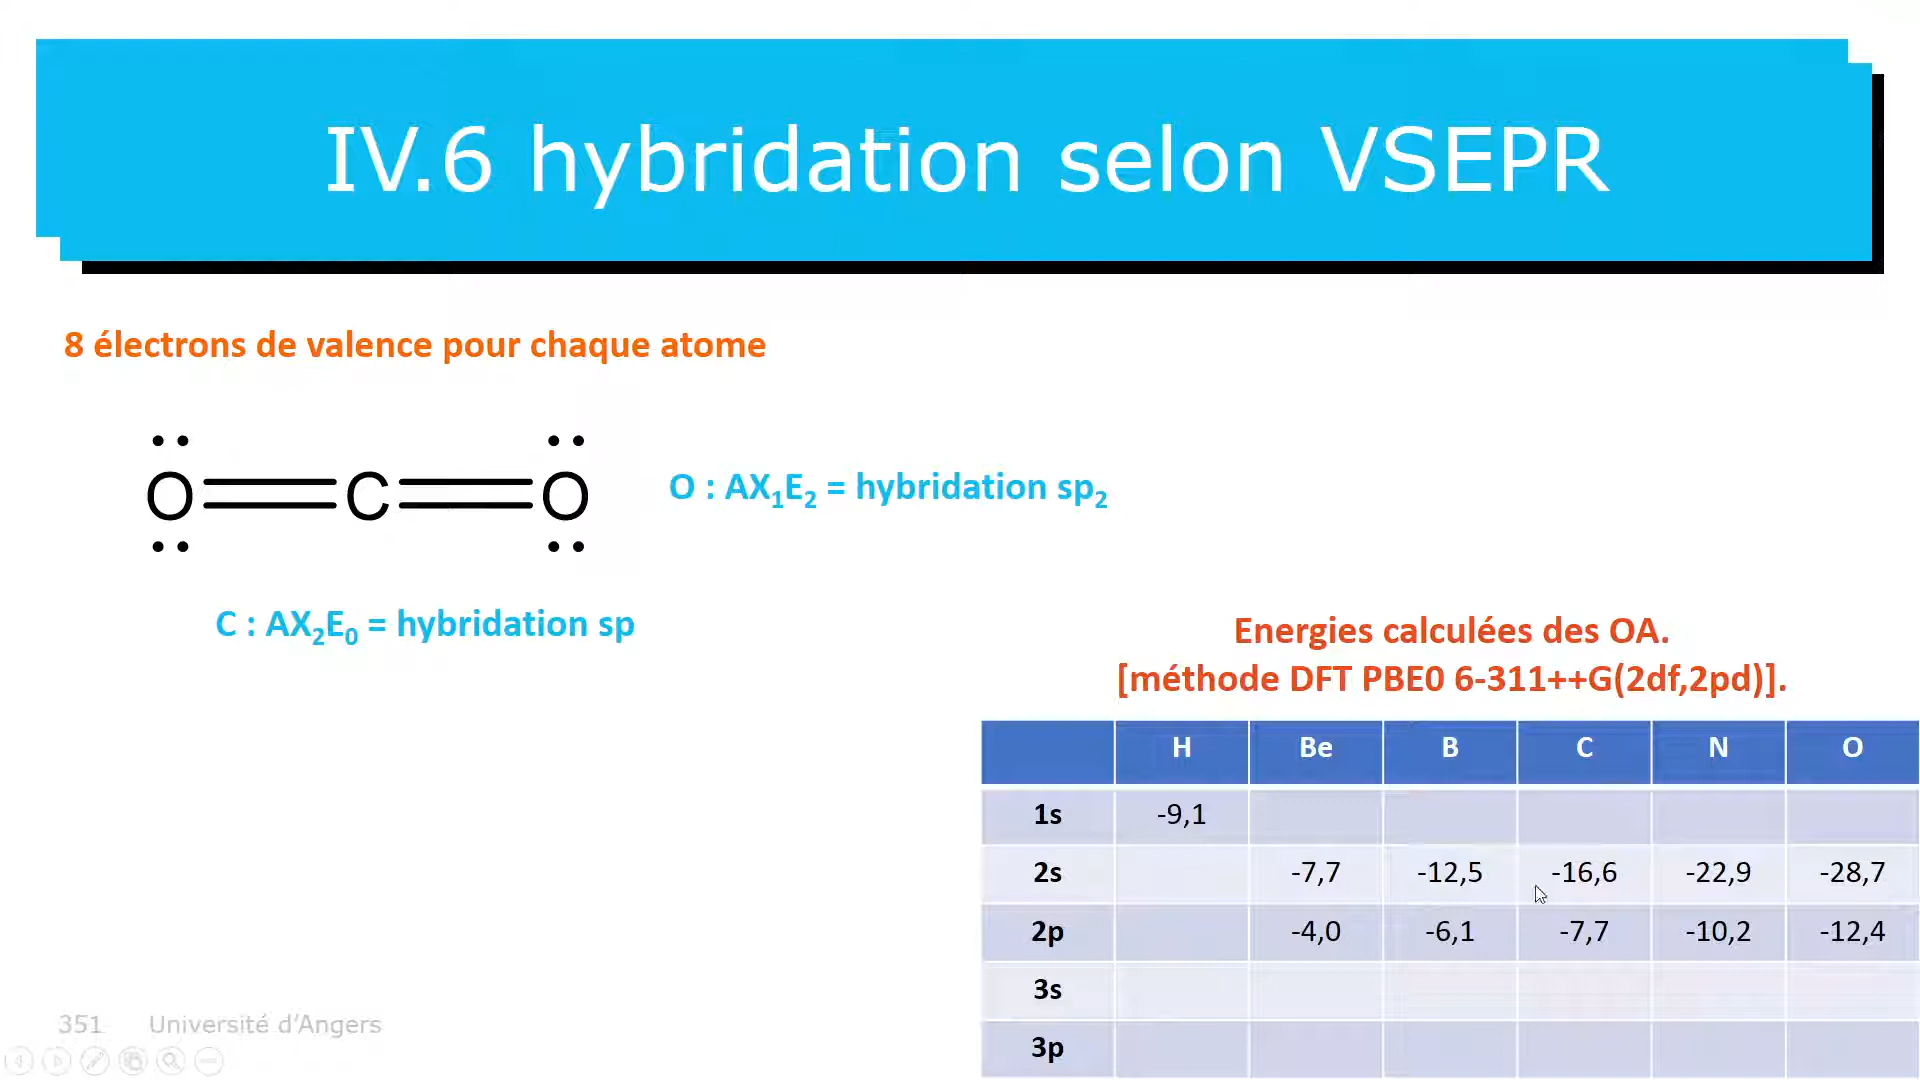 IV.6 hybridation selon VSEPR
8 électrons de valence pour chaque atome
O C O
O : AX1E2 = hybridation sp2
C : AX2E0 = hybridation sp
Energies calculées des OA.
[méthode DFT PBE0 6-311++G(2df,2pd)].
H Be B C N O
1s -9,1
2s -7,7 -12,5 -16,6 -22,9 -28,7
2p -4,0 -6,1 -7,7 -10,2 -12,4
3s
3p
351 Université d’Angers